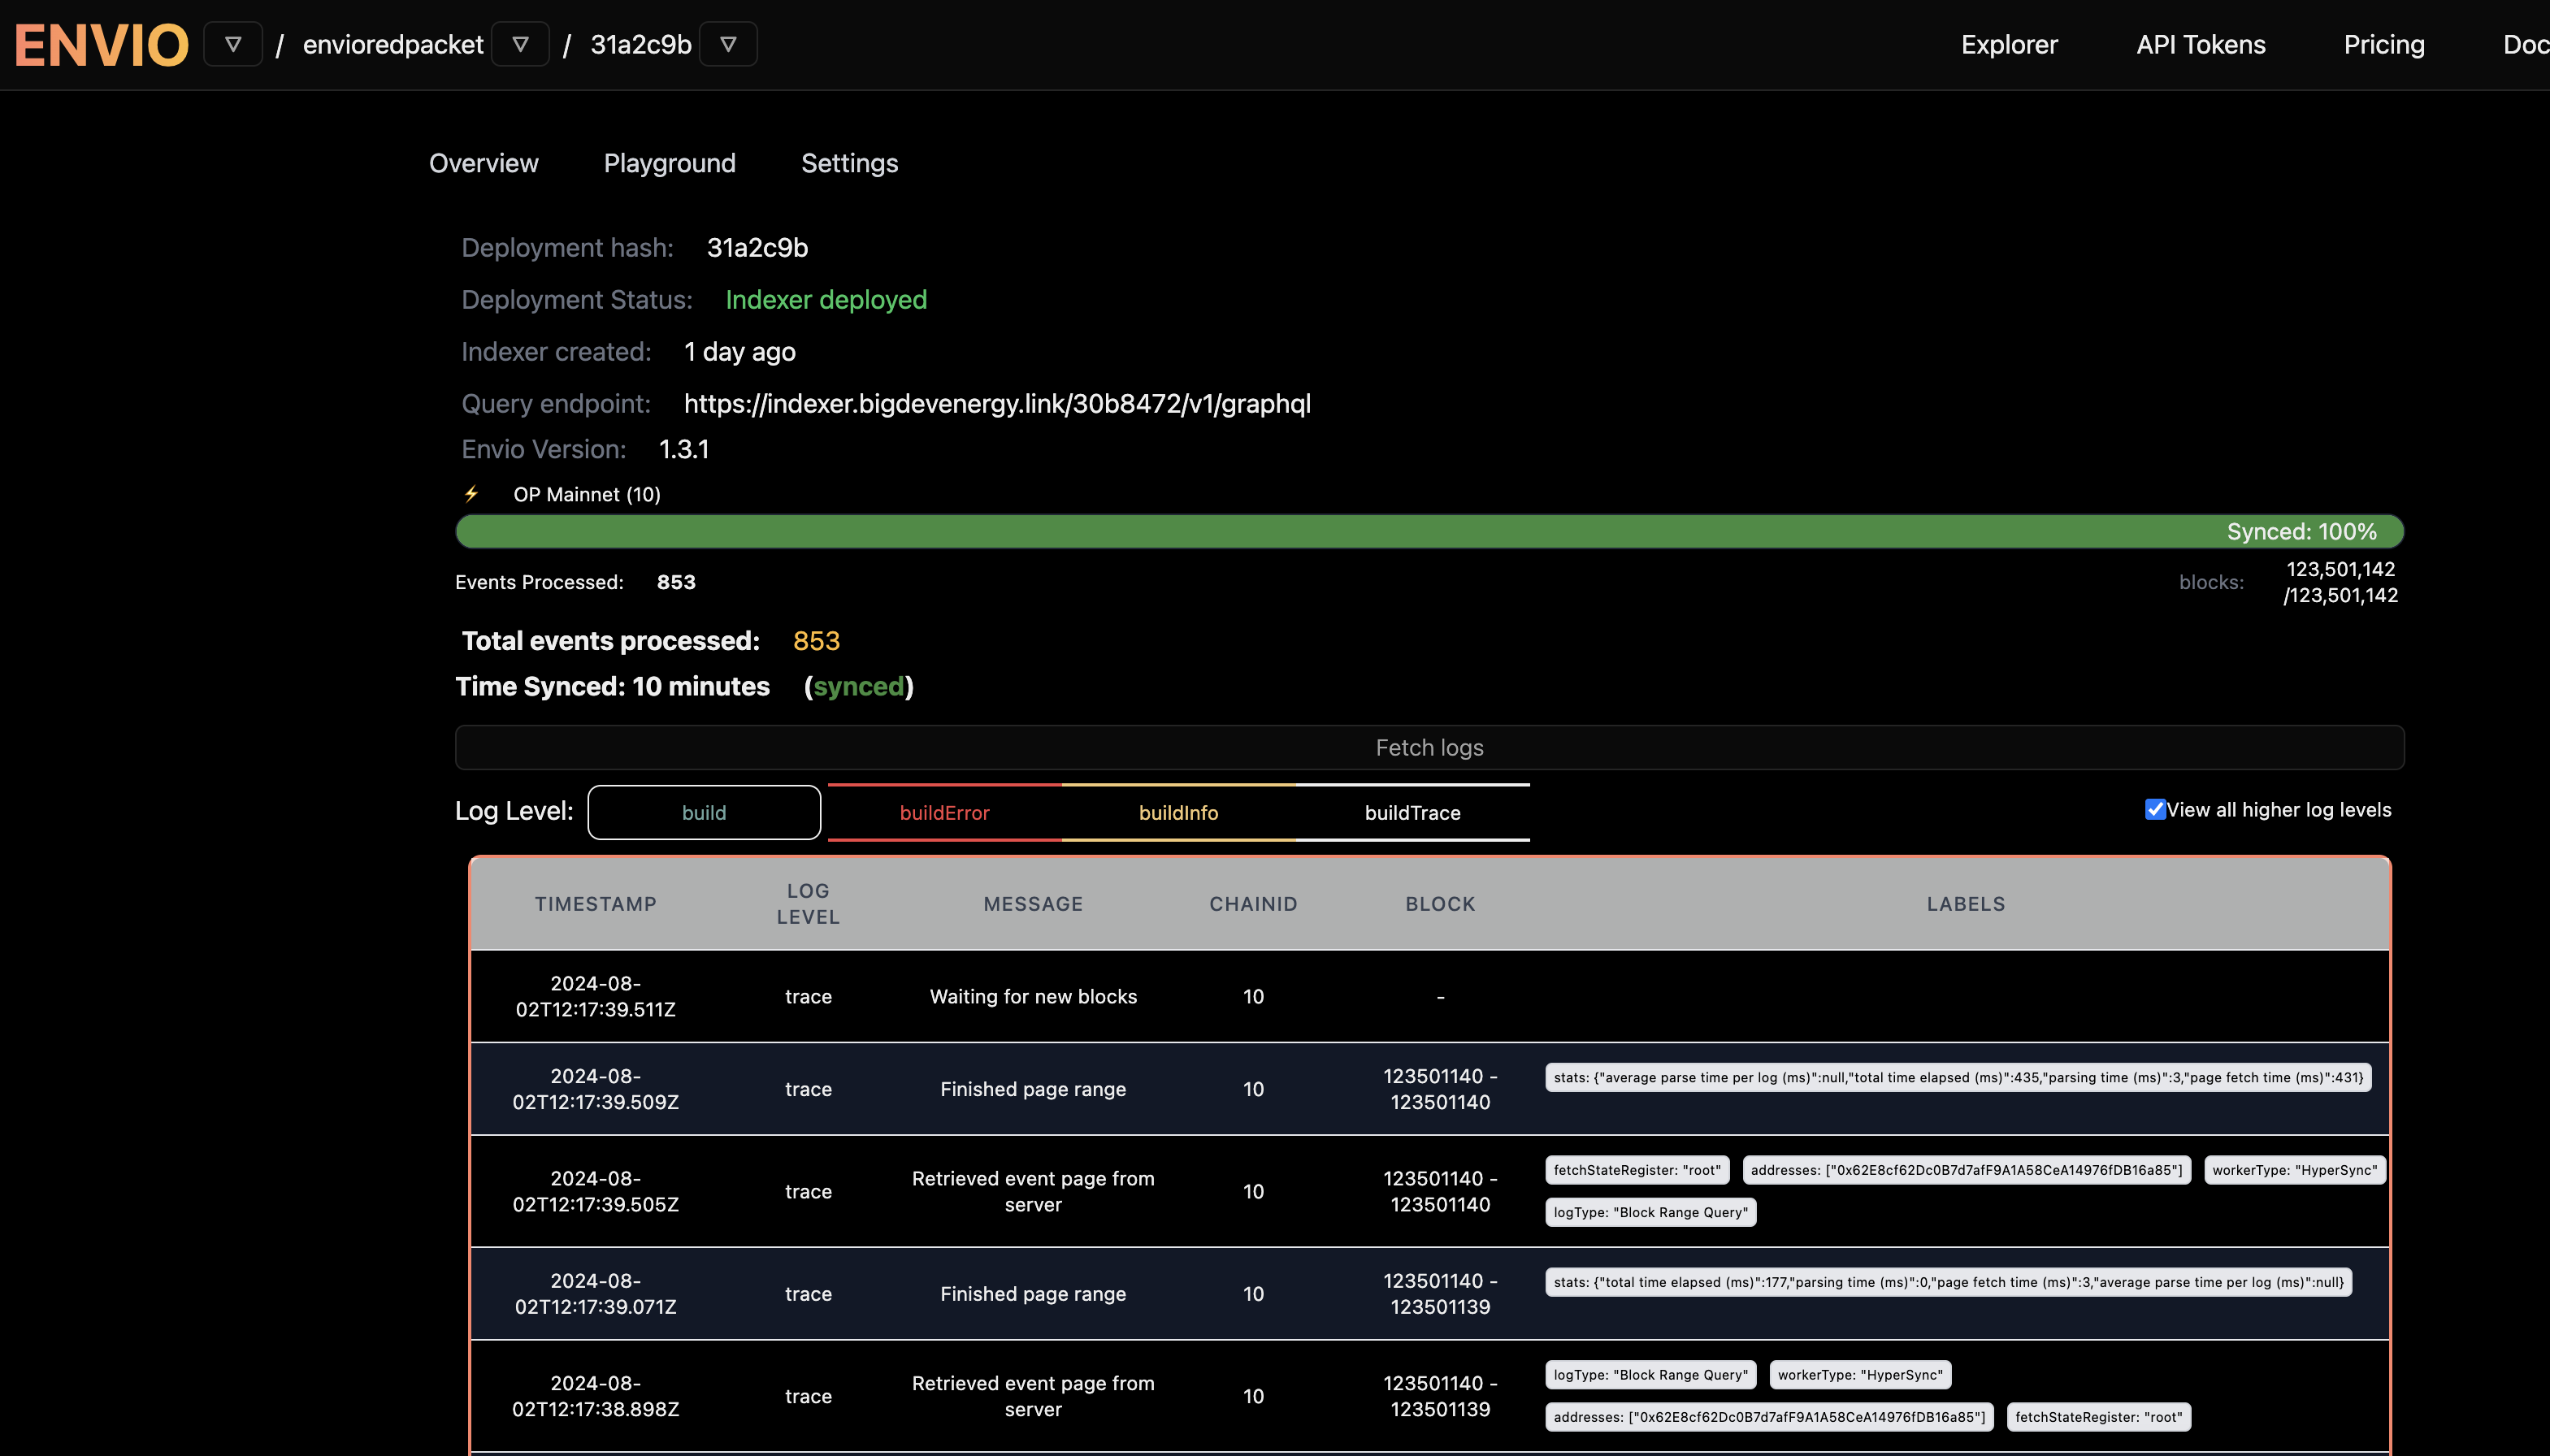 ENVIO ▽ / envioredpacket ▽ / 31a2c9b ▽ Explorer API Tokens Pricing Doc
Overview Playground Settings
Deployment hash: 31a2c9b
Deployment Status: Indexer deployed
Indexer created: 1 day ago
Query endpoint: https://indexer.bigdevenergy.link/30b8472/v1/graphql
Envio Version: 1.3.1
⚡ OP Mainnet (10)
Synced: 100%
Events Processed: 853 blocks: 123,501,142
/123,501,142
Total events processed: 853
Time Synced: 10 minutes (synced)
Fetch logs
Log Level: build buildError buildInfo buildTrace View all higher log levels
TIMESTAMP LOG LEVEL MESSAGE CHAINID BLOCK LABELS
2024-08-02T12:17:39.511Z trace Waiting for new blocks 10 -
2024-08-02T12:17:39.509Z trace Finished page range 10 123501140 - 123501140 stats: {"average parse time per log (ms)":null,"total time elapsed (ms)":435,"parsing time (ms)":3,"page fetch time (ms)":431}
2024-08-02T12:17:39.505Z trace Retrieved event page from server 10 123501140 - 123501140 fetchStateRegister: "root" addresses: ["0x62E8cf62Dc0B7d7afF9A1A58CeA14976fDB16a85"] workerType: "HyperSync"
logType: "Block Range Query"
2024-08-02T12:17:39.071Z trace Finished page range 10 123501140 - 123501139 stats: {"total time elapsed (ms)":177,"parsing time (ms)":0,"page fetch time (ms)":3,"average parse time per log (ms)":null}
2024-08-02T12:17:38.898Z trace Retrieved event page from server 10 123501140 - 123501139 logType: "Block Range Query" workerType: "HyperSync"
addresses: ["0x62E8cf62Dc0B7d7afF9A1A58CeA14976fDB16a85"] fetchStateRegister: "root"